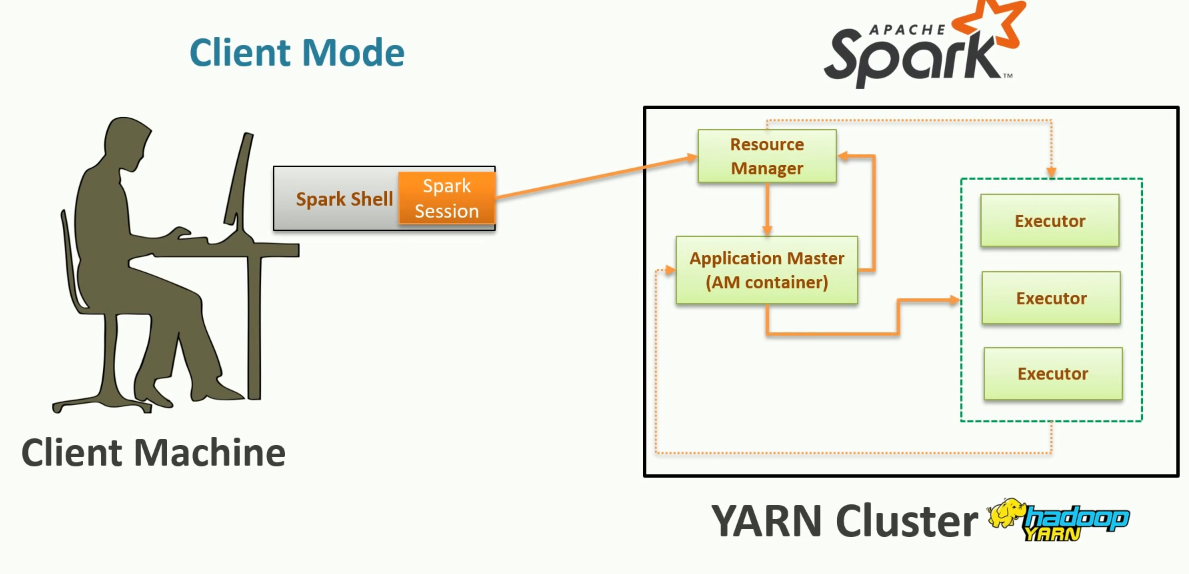 Client Mode
APACHE
Spark
TM
Spark Shell
Spark
Session
Resource
Manager
Application Master
(AM container)
Executor
Executor
Executor
Client Machine
YARN Cluster
hadoop
YARN